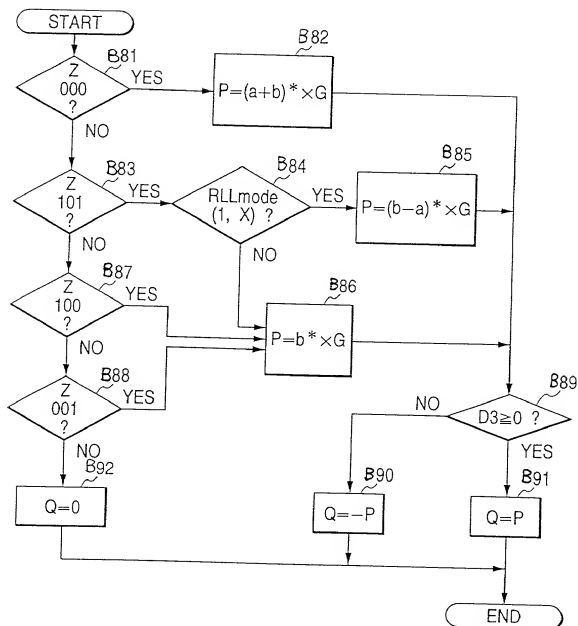 START
B81
Z
000
?
YES
NO
B82
P=(a+b)*×G
B83
Z
101
?
YES
NO
B84
RLLmode
(1, X) ?
YES
NO
B85
P=(b−a)*×G
B87
Z
100
?
YES
NO
B86
P=b*×G
B88
Z
001
?
YES
NO
B89
D3≧0 ?
NO
YES
B92
Q=0
B90
Q=−P
B91
Q=P
END